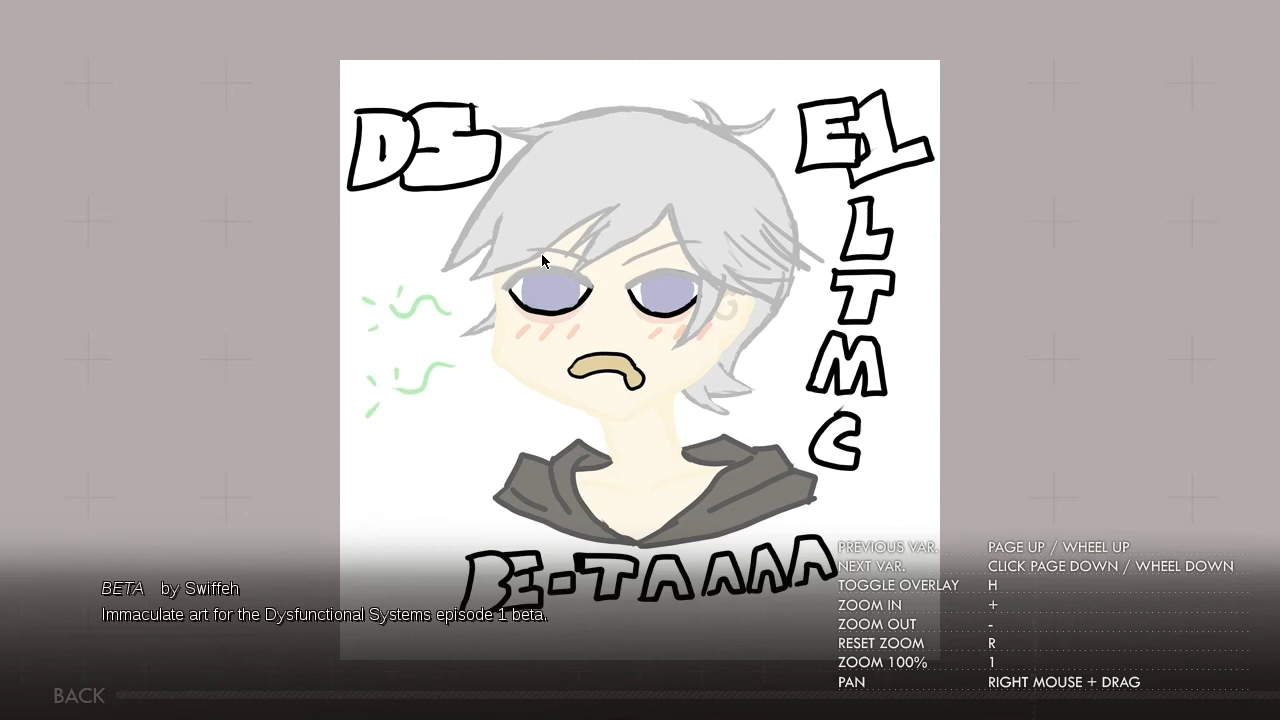 DS
E1
L
T
M
C
BE-TAAAA
BETA by Swiffeh
Immaculate art for the Dysfunctional Systems episode 1 beta.
PREVIOUS VAR. PAGE UP / WHEEL UP
NEXT VAR. CLICK PAGE DOWN / WHEEL DOWN
TOGGLE OVERLAY H
ZOOM IN +
ZOOM OUT -
RESET ZOOM R
ZOOM 100% 1
PAN RIGHT MOUSE + DRAG
BACK